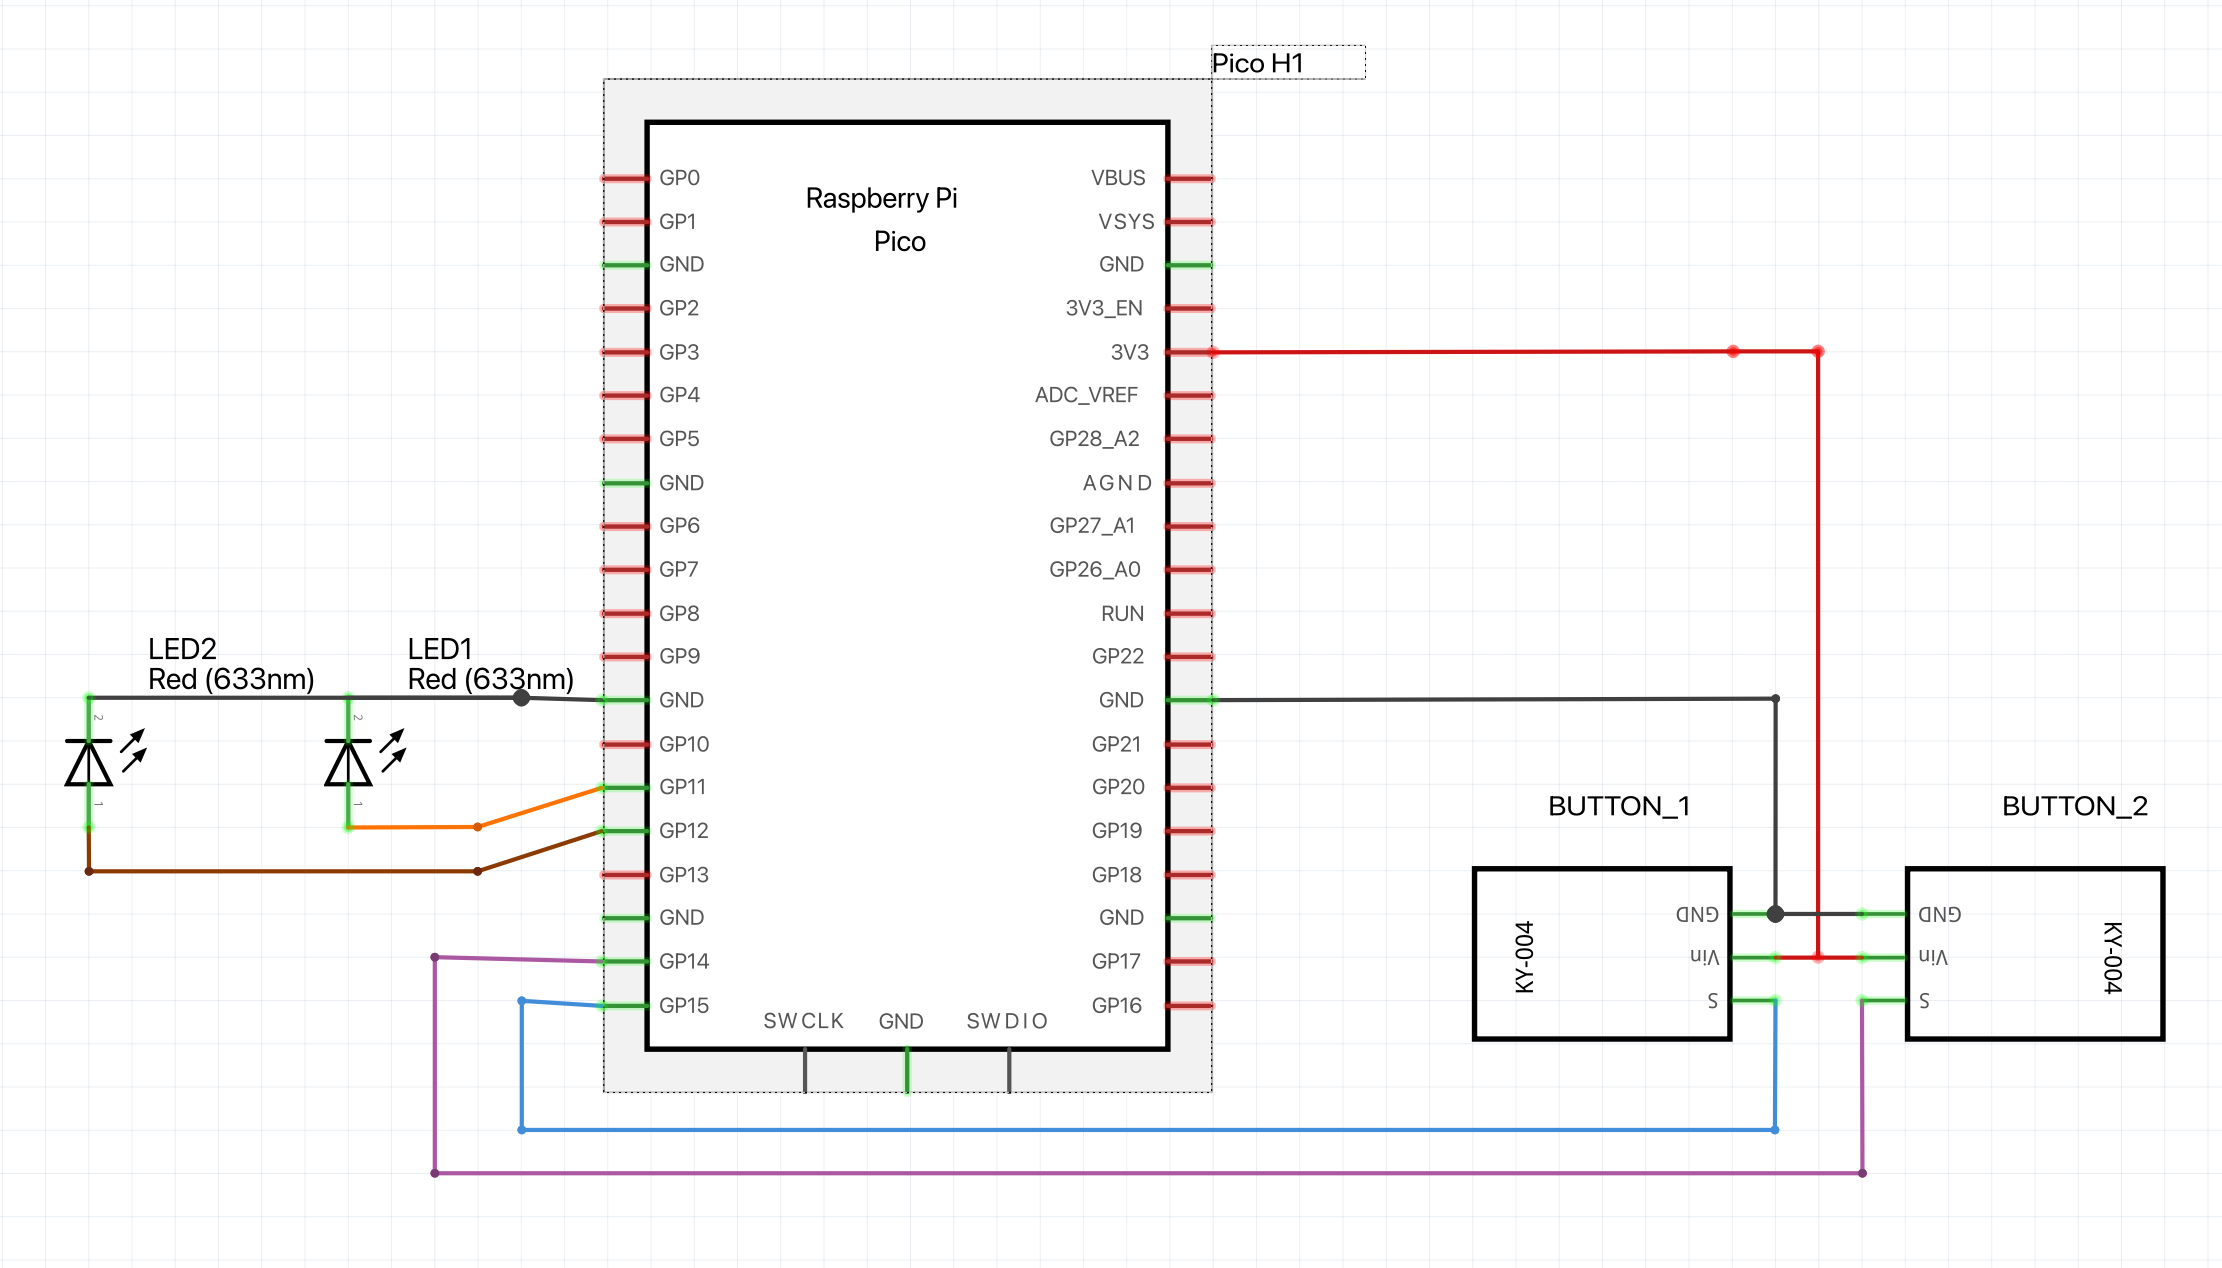 Pico H1
Raspberry Pi
Pico
GP0
GP1
GND
GP2
GP3
GP4
GP5
GND
GP6
GP7
GP8
GP9
GND
GP10
GP11
GP12
GP13
GND
GP14
GP15
VBUS
VSYS
GND
3V3_EN
3V3
ADC_VREF
GP28_A2
AGND
GP27_A1
GP26_A0
RUN
GP22
GND
GP21
GP20
GP19
GP18
GND
GP17
GP16
SWCLK GND SWDIO
LED2
Red (633nm)
2
1
LED1
Red (633nm)
2
1
BUTTON_1
KY-004
GND
Vin
S
BUTTON_2
KY-004
GND
Vin
S